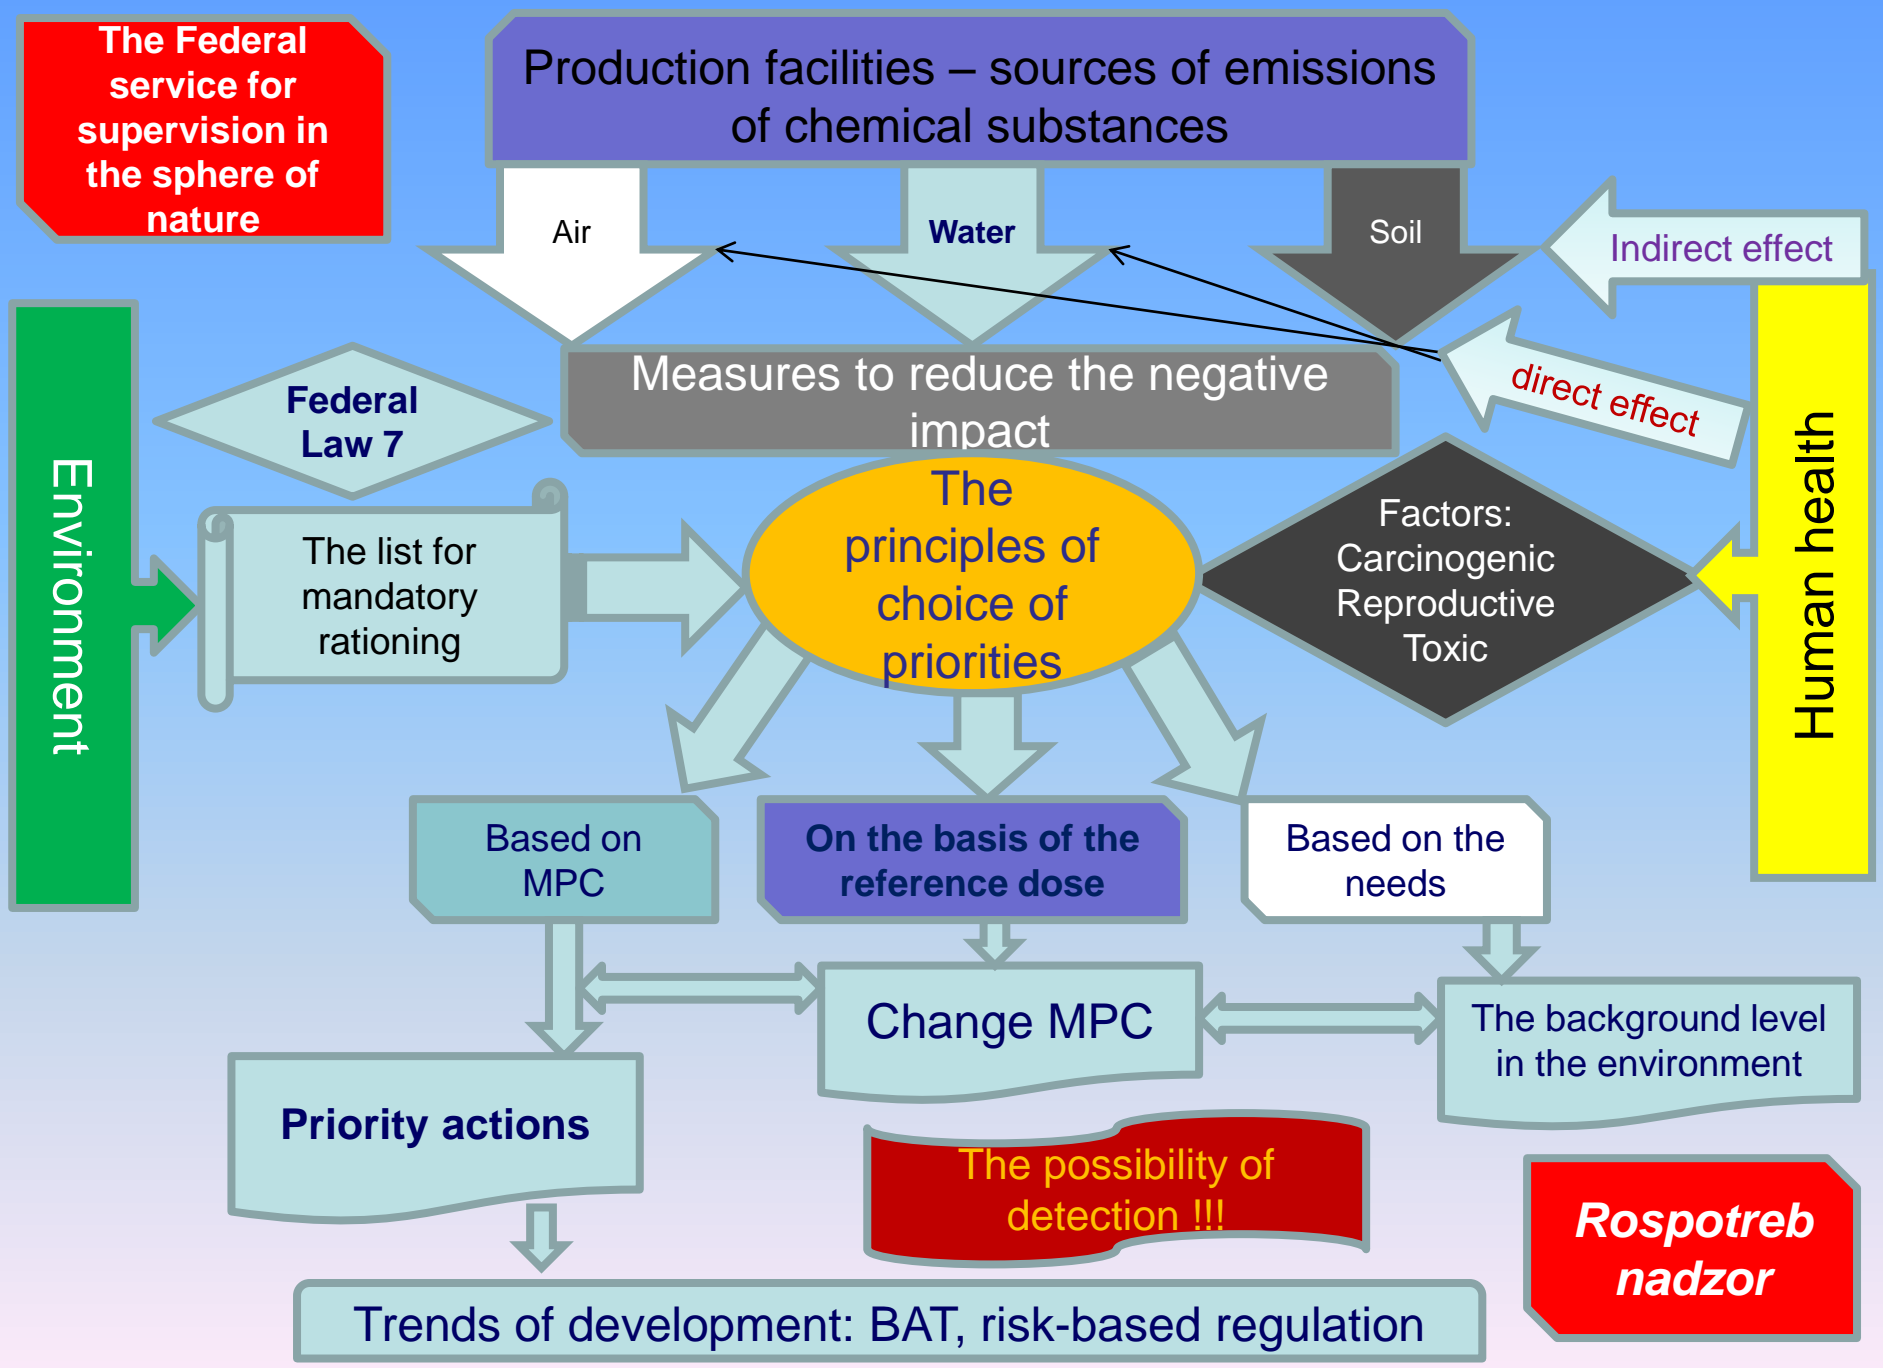 The Federal
service for
supervision in
the sphere of
nature
Production facilities – sources of emissions
of chemical substances
Air
Water
Soil
Indirect effect
direct effect
Measures to reduce the negative
impact
Federal
Law 7
Environment
The list for
mandatory
rationing
The
principles of
choice of
priorities
Factors:
Carcinogenic
Reproductive
Toxic
Human health
Based on
MPC
On the basis of the
reference dose
Based on the
needs
Change MPC
The background level
in the environment
Priority actions
The possibility of
detection !!!
Rospotreb
nadzor
Trends of development: BAT, risk-based regulation